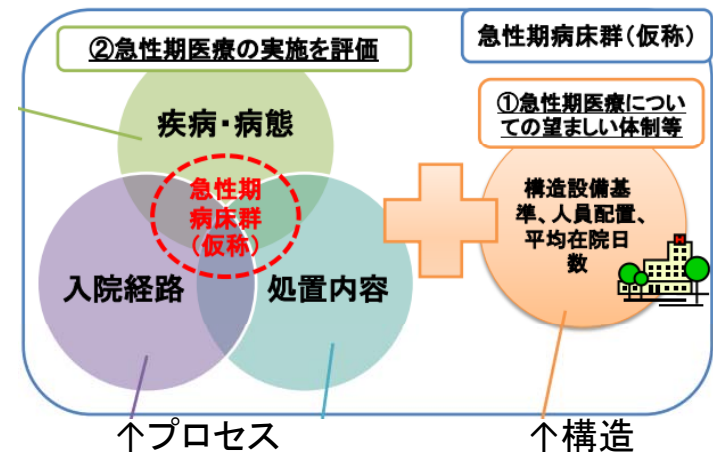 ②急性期医療の実施を評価
急性期病床群(仮称)
①急性期医療につい
ての望ましい体制等
疾病・病態
急性期
病床群
(仮称)
入院経路
処置内容
構造設備基
準、人員配置、
平均在院日
数
H
↑プロセス
↑構造